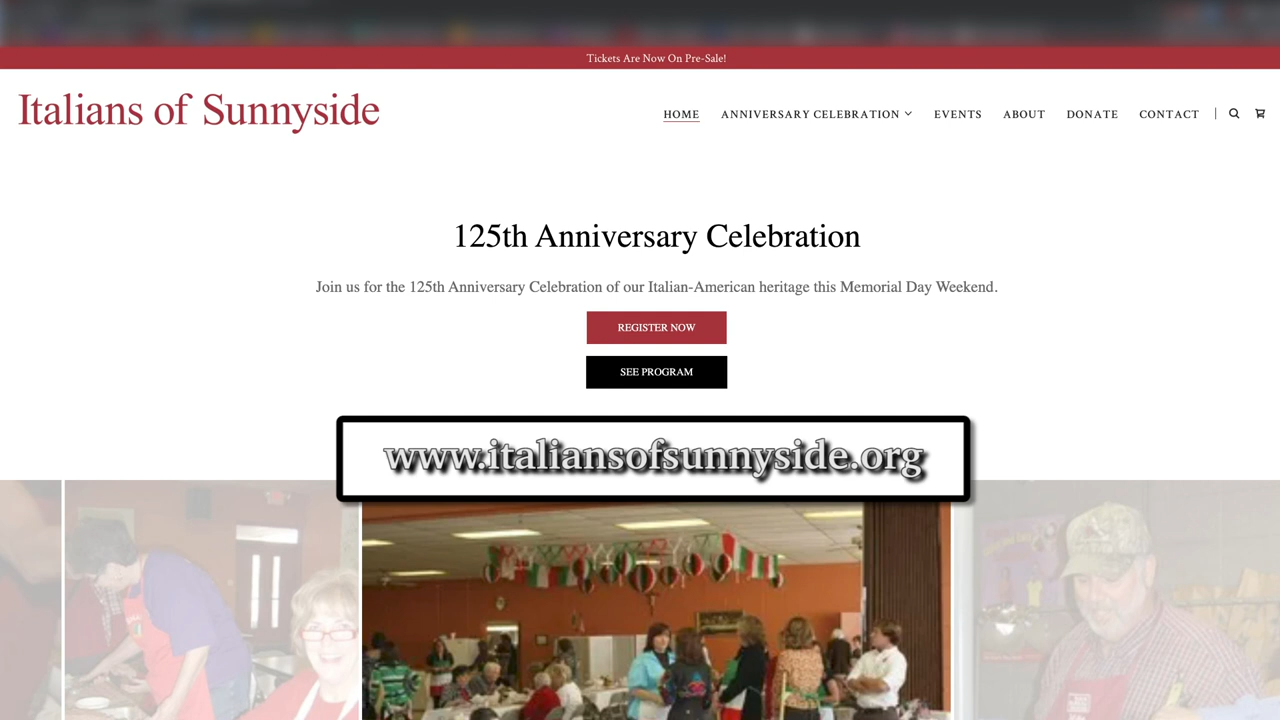 Tickets Are Now On Pre-Sale!
Italians of Sunnyside
HOME ANNIVERSARY CELEBRATION EVENTS ABOUT DONATE CONTACT
125th Anniversary Celebration
Join us for the 125th Anniversary Celebration of our Italian-American heritage this Memorial Day Weekend.
REGISTER NOW
SEE PROGRAM
www.italiansofsunnyside.org